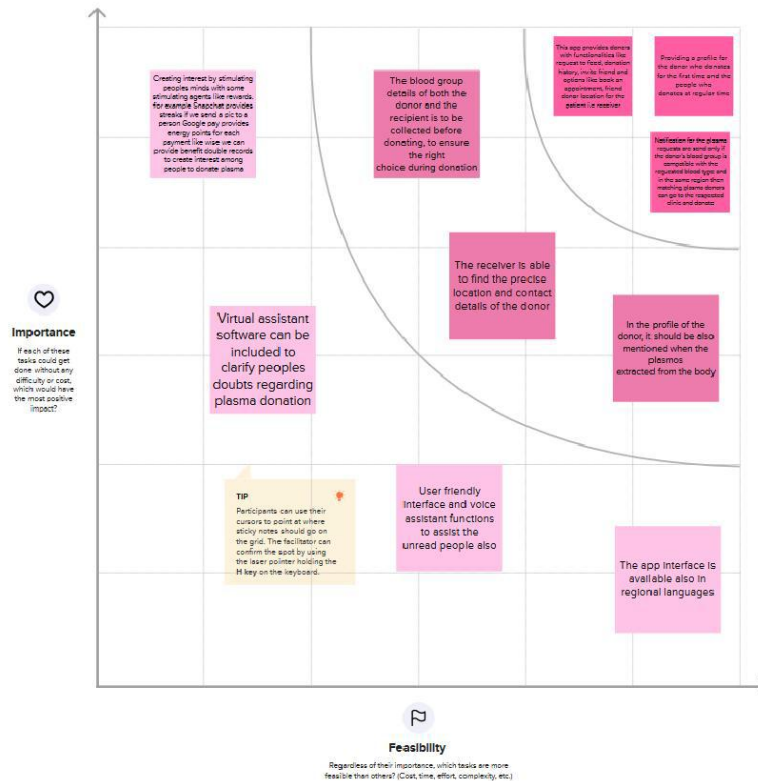 Creating interest by stimulating
peoples minds with some
stimulating agents like rewards,
for example Snapchat provides
streaks if we send a pic to a
person Google pay provides
energy points for each
payment like wise we can
provide benefit double records
to create interest among
people to donate plasma
The blood group
details of both the
donor and the
recipient is to be
collected before
donating, to ensure
the right
choice during donation
This app provides donors
with functionalities like
request to feed, donation
history, invite friend and
options like book an
appointment, friend
donor location for the
patient i.e receiver
Providing a profile for
the donor who donates
for the first time and the
people who
donates at regular time
Notification for the plasma
requests are send only if
the donor's blood group is
compatible with the
requested blood type and
in the same region then
matching plasma donors
can go to the respected
clinic and donate
The receiver is able
to find the precise
location and contact
details of the donor
In the profile of the
donor, it should be also
mentioned when the
plasmos
extracted from the body
Virtual assistant
software can be
included to
clarify peoples
doubts regarding
plasma donation
Importance
If each of these
tasks could get
done without any
difficulty or cost,
which would have
the most positive
impact?
TIP
Participants can use their
cursors to point at where
sticky notes should go on
the grid. The facilitator can
confirm the spot by using
the laser pointer holding the
H key on the keyboard.
User friendly
interface and voice
assistant functions
to assist the
unread people also
The app interface is
available also in
regional languages
Feasibility
Regardless of their importance, which tasks are more
feasible than others? (Cost, time, effort, complexity, etc.)